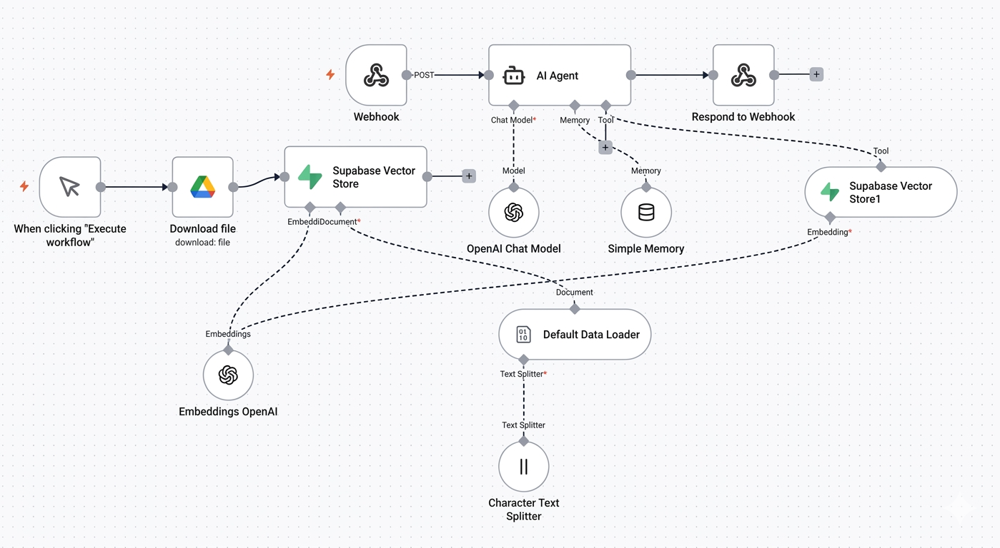 POST
AI Agent
Webhook
Chat Model*
Memory
Tool
Respond to Webhook
Tool
Supabase Vector
Store
Model
Memory
Supabase Vector
Store1
When clicking "Execute
workflow"
Download file
download: file
EmbeddiDocument*
Embedding*
OpenAI Chat Model
Simple Memory
Document
Embeddings
Default Data Loader
Text Splitter*
01
10
Embeddings OpenAI
Text Splitter
Character Text
Splitter